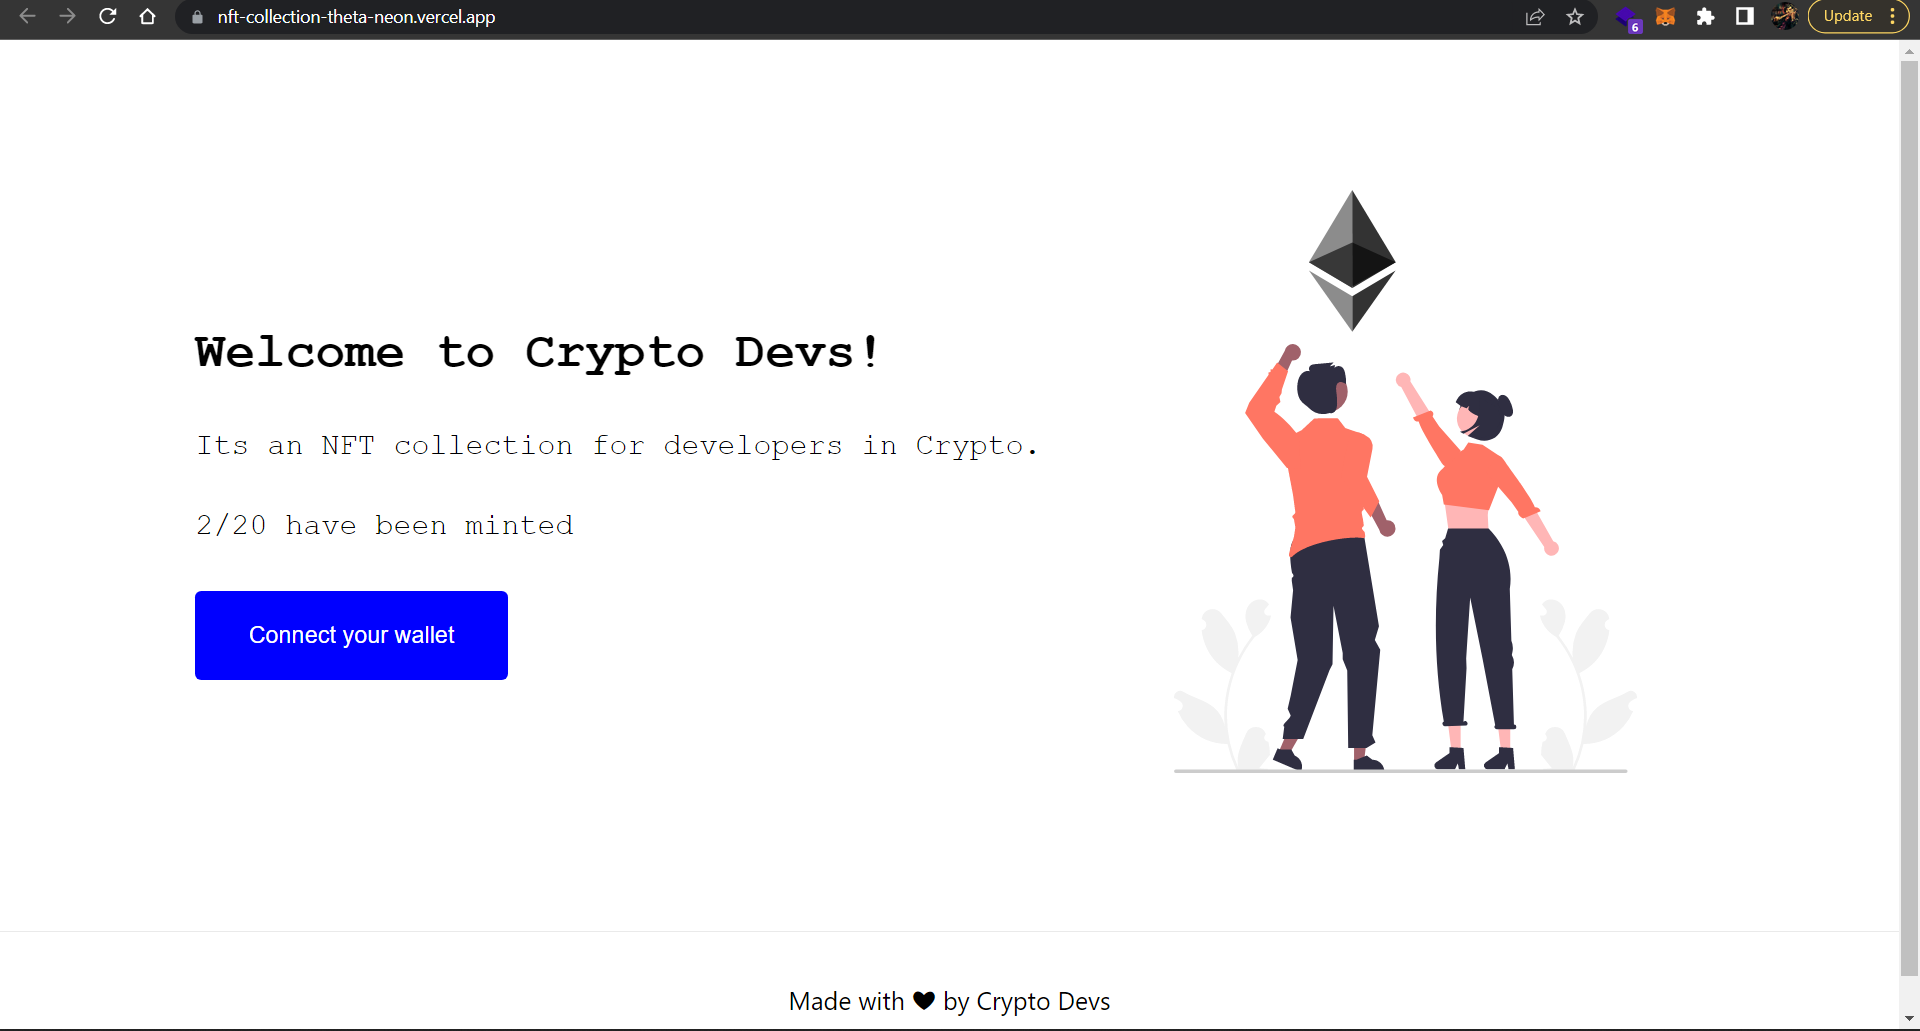 nft-collection-theta-neon.vercel.app
6
Update
Welcome to Crypto Devs!
Its an NFT collection for developers in Crypto.
2/20 have been minted
Connect your wallet
Made with ❤ by Crypto Devs